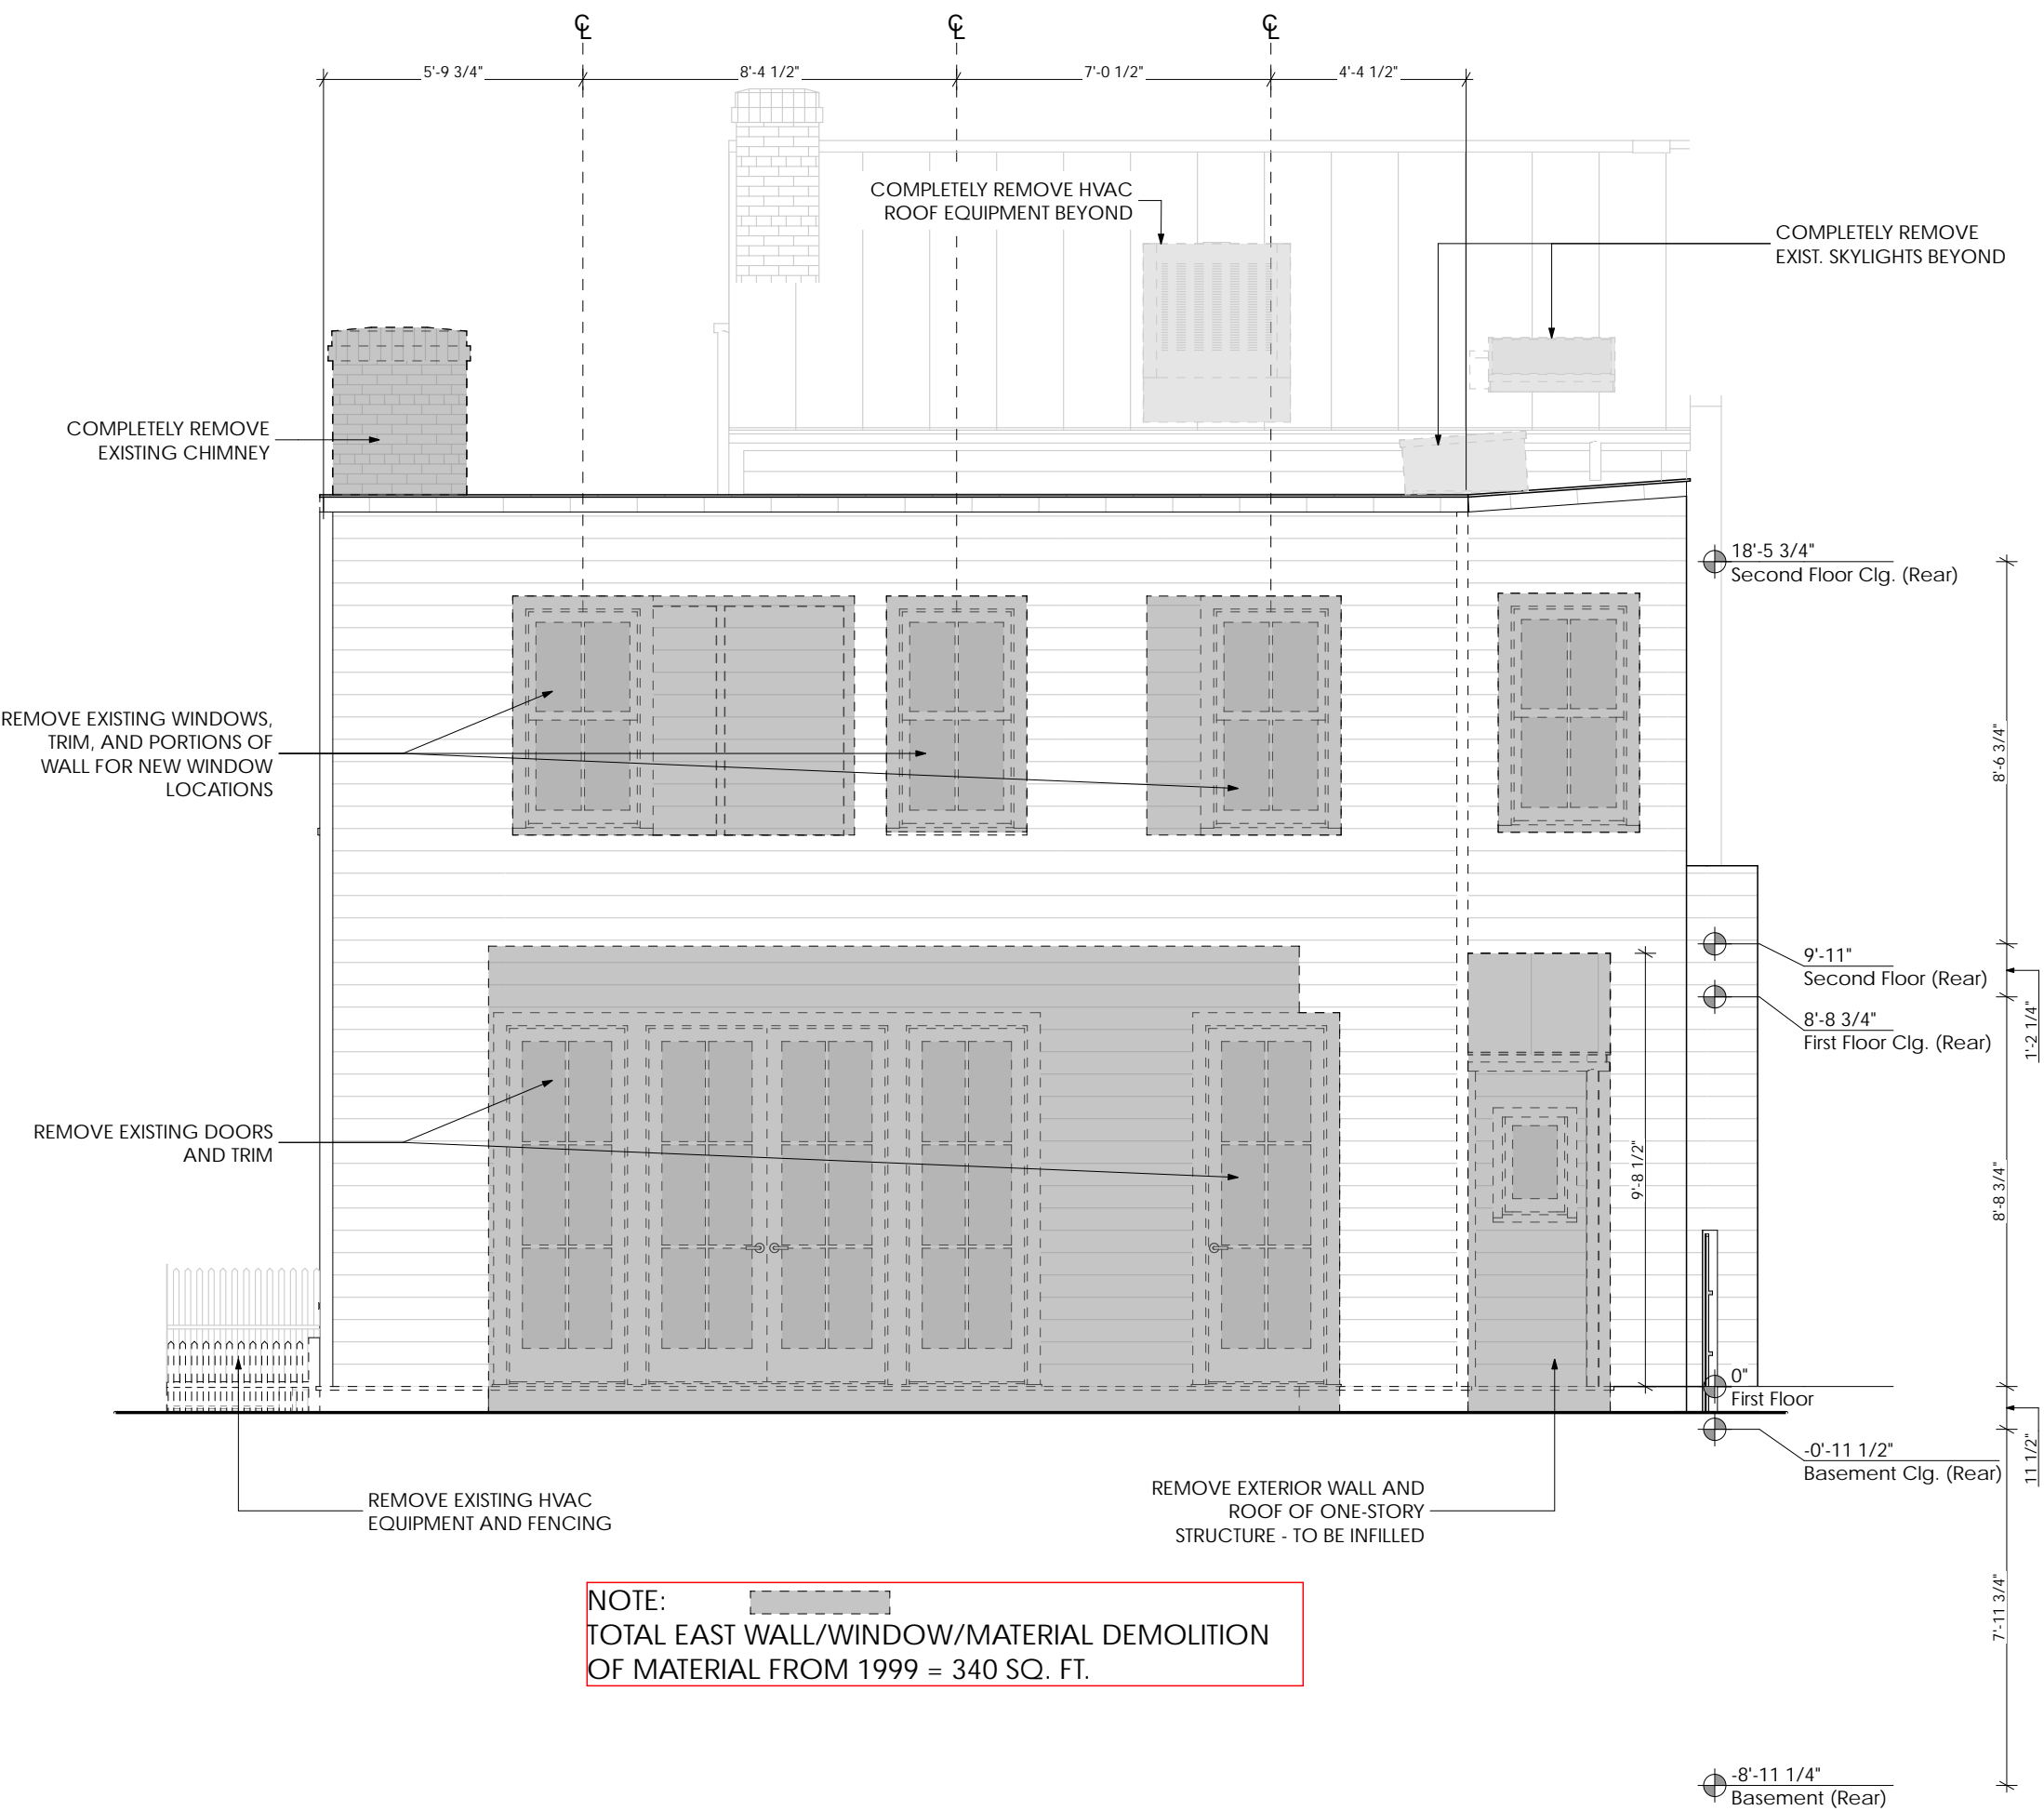 ℄ ℄ ℄
5'-9 3/4" 8'-4 1/2" 7'-0 1/2" 4'-4 1/2"
COMPLETELY REMOVE HVAC
ROOF EQUIPMENT BEYOND
COMPLETELY REMOVE
EXIST. SKYLIGHTS BEYOND
COMPLETELY REMOVE
EXISTING CHIMNEY
18'-5 3/4"
Second Floor Clg. (Rear)
8'-6 3/4"
REMOVE EXISTING WINDOWS,
TRIM, AND PORTIONS OF
WALL FOR NEW WINDOW
LOCATIONS
9'-11"
Second Floor (Rear)
8'-8 3/4"
First Floor Clg. (Rear)
1'-2 1/4"
REMOVE EXISTING DOORS
AND TRIM
9'-8 1/2"
8'-8 3/4"
0"
First Floor
-0'-11 1/2"
Basement Clg. (Rear)
11 1/2"
REMOVE EXISTING HVAC
EQUIPMENT AND FENCING
REMOVE EXTERIOR WALL AND
ROOF OF ONE-STORY
STRUCTURE - TO BE INFILLED
NOTE:
TOTAL EAST WALL/WINDOW/MATERIAL DEMOLITION
OF MATERIAL FROM 1999 = 340 SQ. FT.
7'-11 3/4"
-8'-11 1/4"
Basement (Rear)